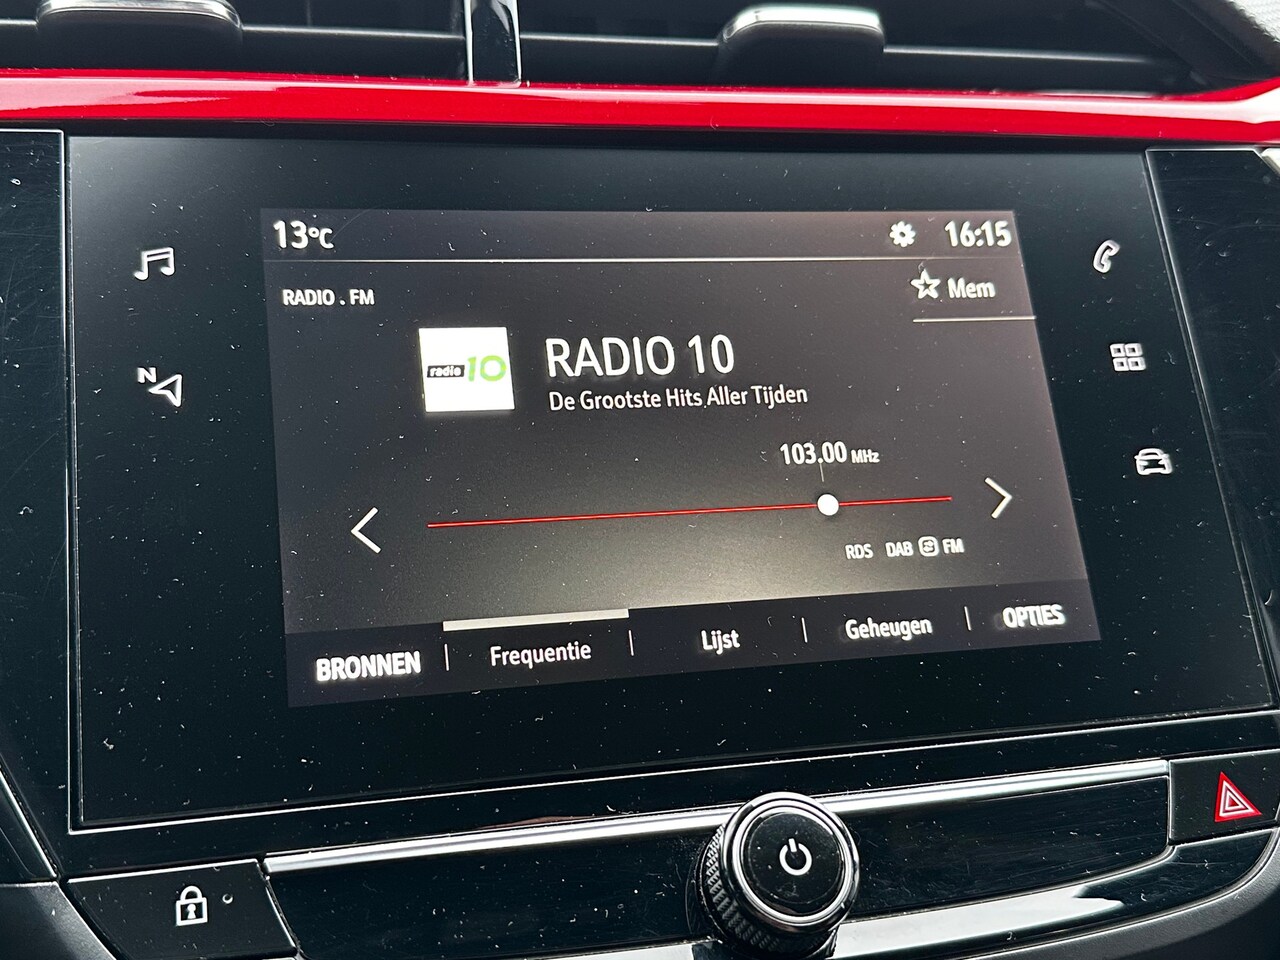 13°C 16:15
RADIO . FM
Mem
radio 10
RADIO 10
De Grootste Hits Aller Tijden
103.00 MHz
N
RDS DAB FM
BRONNEN Frequentie Lijst Geheugen OPTIES